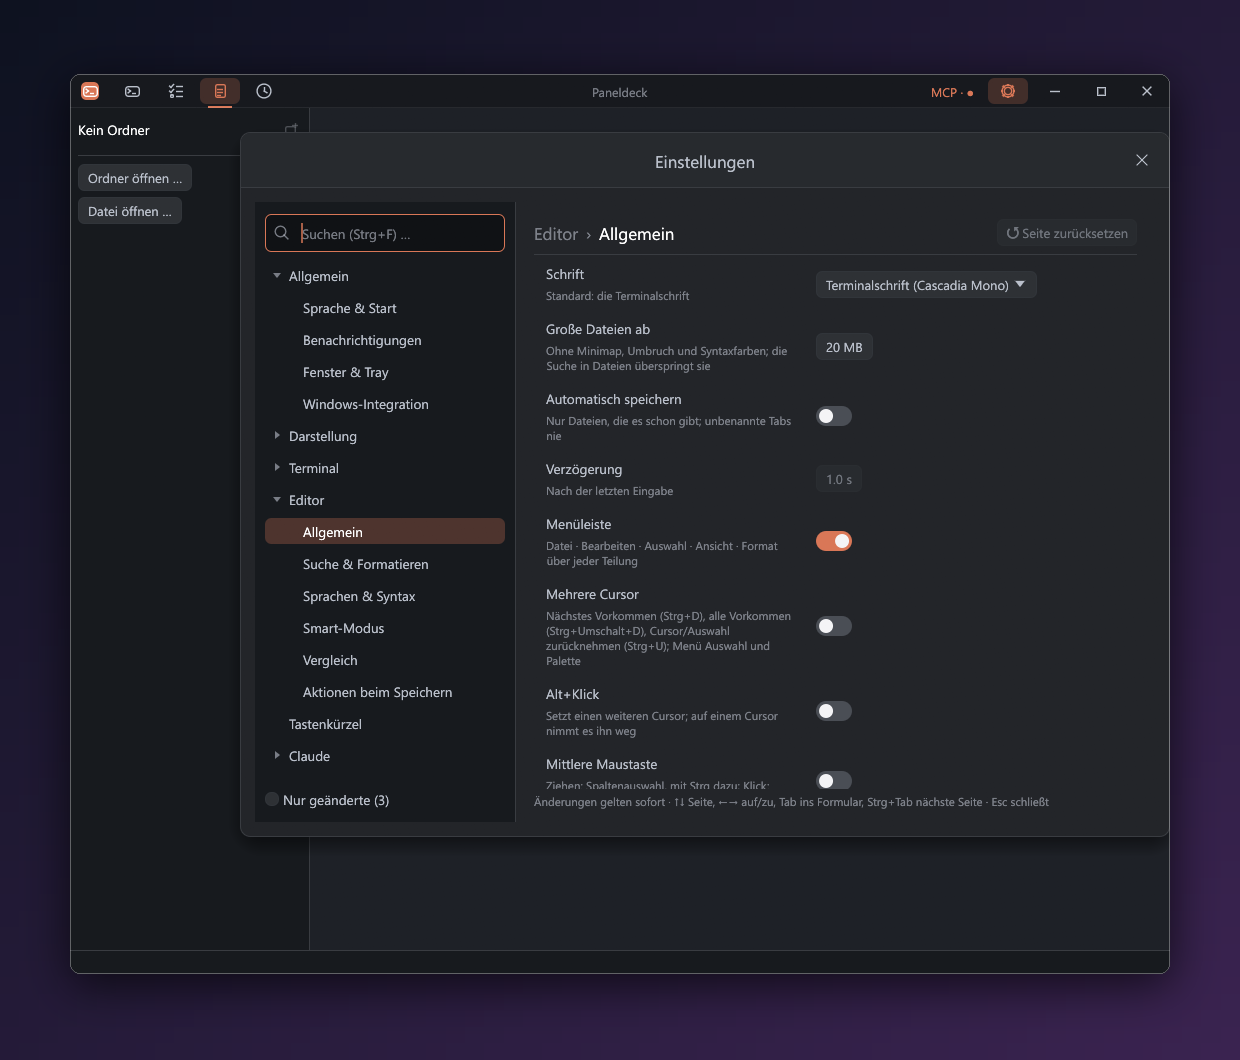 Paneldeck
MCP · ●
Kein Ordner
Ordner öffnen ...
Datei öffnen ...
Einstellungen
Suchen (Strg+F) ...
Allgemein
Sprache & Start
Benachrichtigungen
Fenster & Tray
Windows-Integration
Darstellung
Terminal
Editor
Allgemein
Suche & Formatieren
Sprachen & Syntax
Smart-Modus
Vergleich
Aktionen beim Speichern
Tastenkürzel
Claude
Nur geänderte (3)
Editor › Allgemein
Seite zurücksetzen
Schrift
Standard: die Terminalschrift
Terminalschrift (Cascadia Mono)
Große Dateien ab
Ohne Minimap, Umbruch und Syntaxfarben; die
Suche in Dateien überspringt sie
20 MB
Automatisch speichern
Nur Dateien, die es schon gibt; unbenannte Tabs
nie
Verzögerung
Nach der letzten Eingabe
1.0 s
Menüleiste
Datei · Bearbeiten · Auswahl · Ansicht · Format
über jeder Teilung
Mehrere Cursor
Nächstes Vorkommen (Strg+D), alle Vorkommen
(Strg+Umschalt+D), Cursor/Auswahl
zurücknehmen (Strg+U); Menü Auswahl und
Palette
Alt+Klick
Setzt einen weiteren Cursor; auf einem Cursor
nimmt es ihn weg
Mittlere Maustaste
Ziehen: Spaltenauswahl, mit Strg dazu; Klick:
Änderungen gelten sofort · ↑↓ Seite, ←→ auf/zu, Tab ins Formular, Strg+Tab nächste Seite · Esc schließt